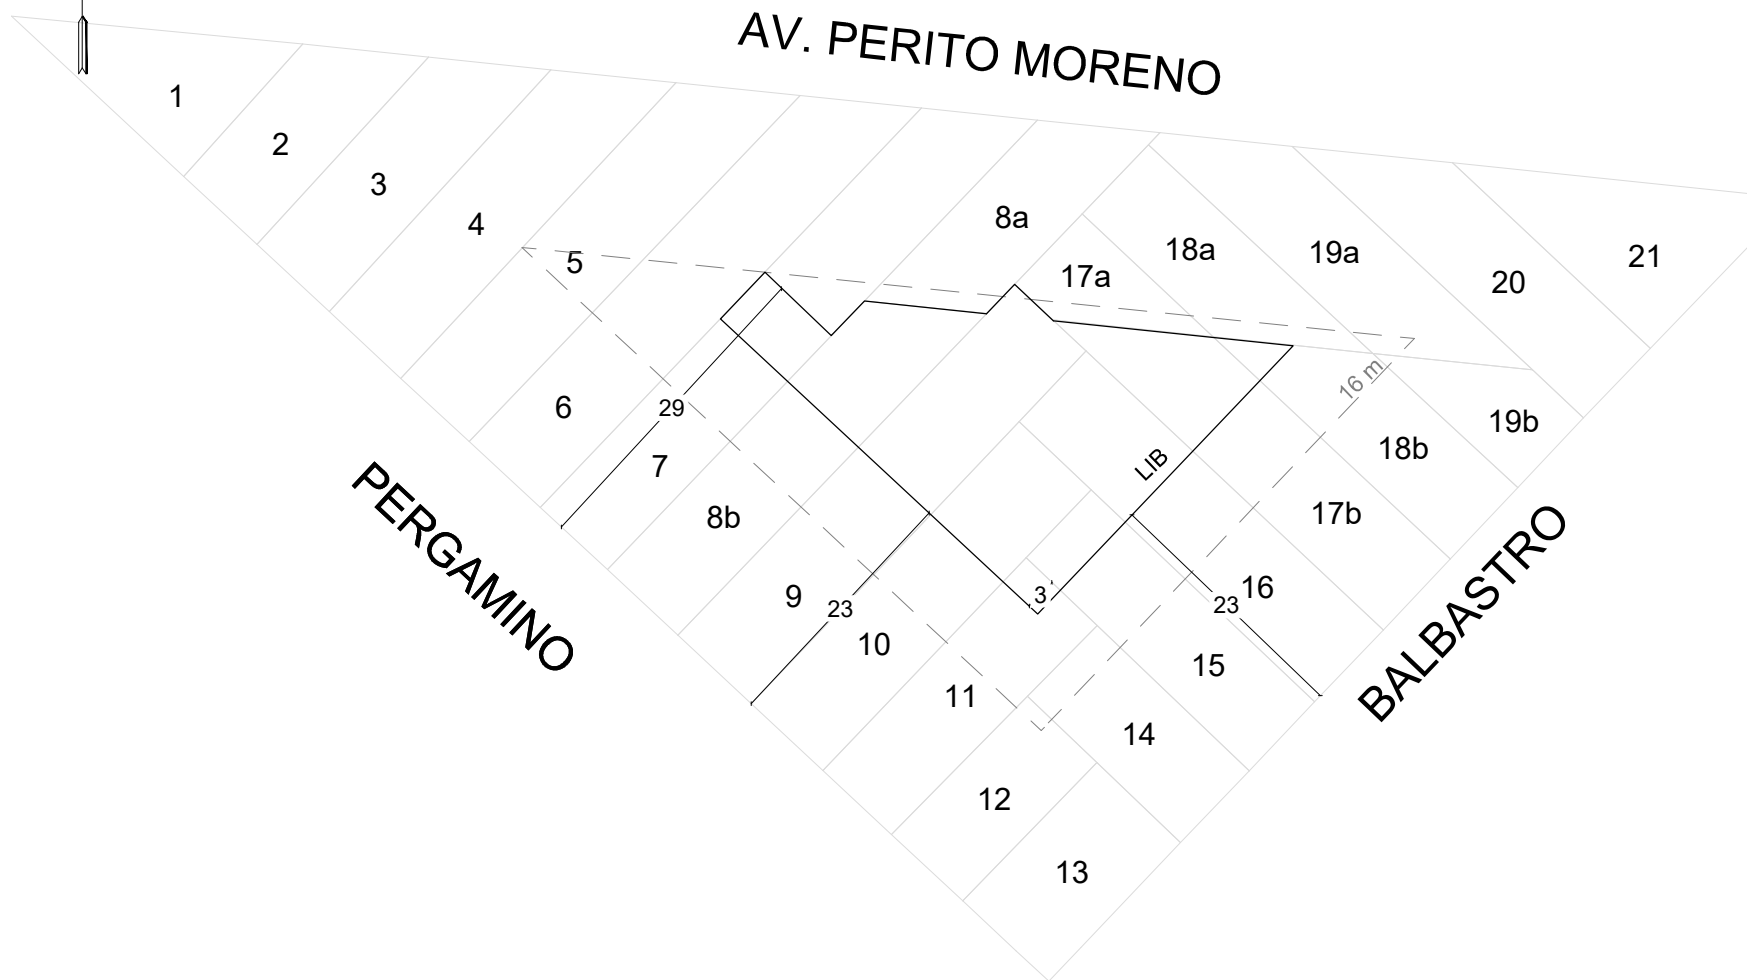 AV. PERITO MORENO
1
2
3
4
5
8a
17a
18a
19a
20
21
16 m
6
29
7
8b
LIB
19b
18b
17b
PERGAMINO
BALBASTRO
9
23
10
3
16
23
11
15
14
12
13